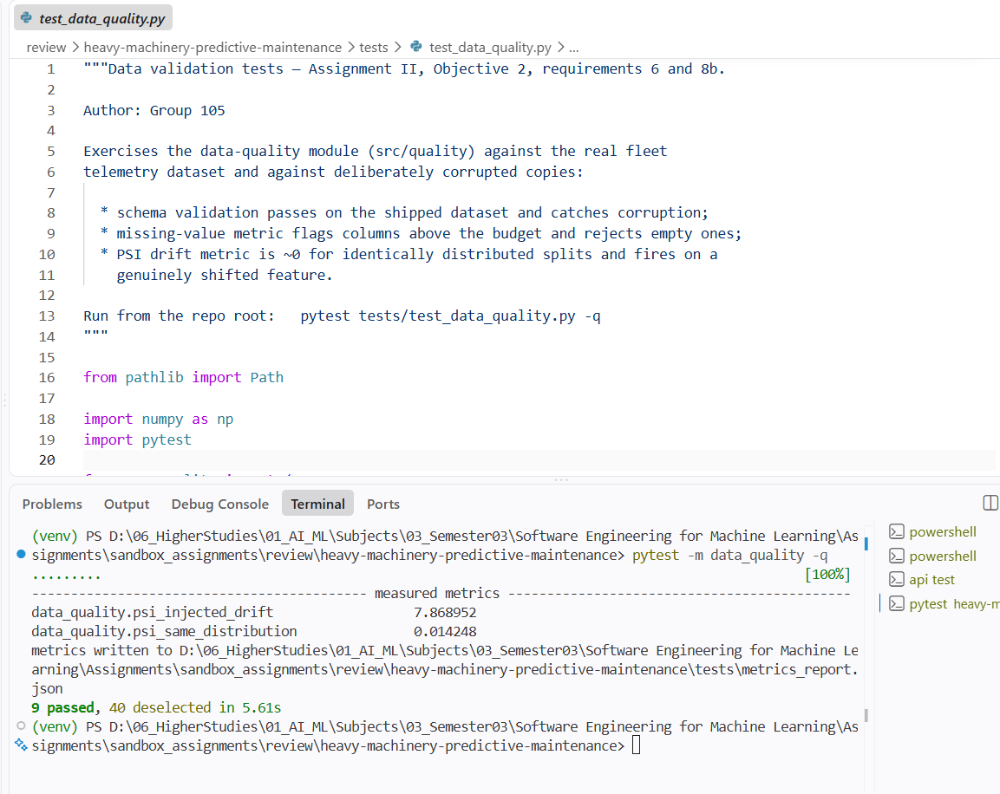 test_data_quality.py
review > heavy-machinery-predictive-maintenance > tests > test_data_quality.py > ...
1 """Data validation tests — Assignment II, Objective 2, requirements 6 and 8b.
2
3 Author: Group 105
4
5 Exercises the data-quality module (src/quality) against the real fleet
6 telemetry dataset and against deliberately corrupted copies:
7
8 * schema validation passes on the shipped dataset and catches corruption;
9 * missing-value metric flags columns above the budget and rejects empty ones;
10 * PSI drift metric is ~0 for identically distributed splits and fires on a
11 genuinely shifted feature.
12
13 Run from the repo root: pytest tests/test_data_quality.py -q
14 """
15
16 from pathlib import Path
17
18 import numpy as np
19 import pytest
20
Problems Output Debug Console Terminal Ports
(venv) PS D:\06_HigherStudies\01_AI_ML\Subjects\03_Semester03\Software Engineering for Machine Learning\As
signments\sandbox_assignments\review\heavy-machinery-predictive-maintenance> pytest -m data_quality -q
......... [100%]
---------------------------------------- measured metrics -----------------------------------------
data_quality.psi_injected_drift 7.868952
data_quality.psi_same_distribution 0.014248
metrics written to D:\06_HigherStudies\01_AI_ML\Subjects\03_Semester03\Software Engineering for Machine Le
arning\Assignments\sandbox_assignments\review\heavy-machinery-predictive-maintenance\tests\metrics_report.
json
9 passed, 40 deselected in 5.61s
(venv) PS D:\06_HigherStudies\01_AI_ML\Subjects\03_Semester03\Software Engineering for Machine Learning\As
signments\sandbox_assignments\review\heavy-machinery-predictive-maintenance>
powershell
powershell
api test
pytest heavy-m